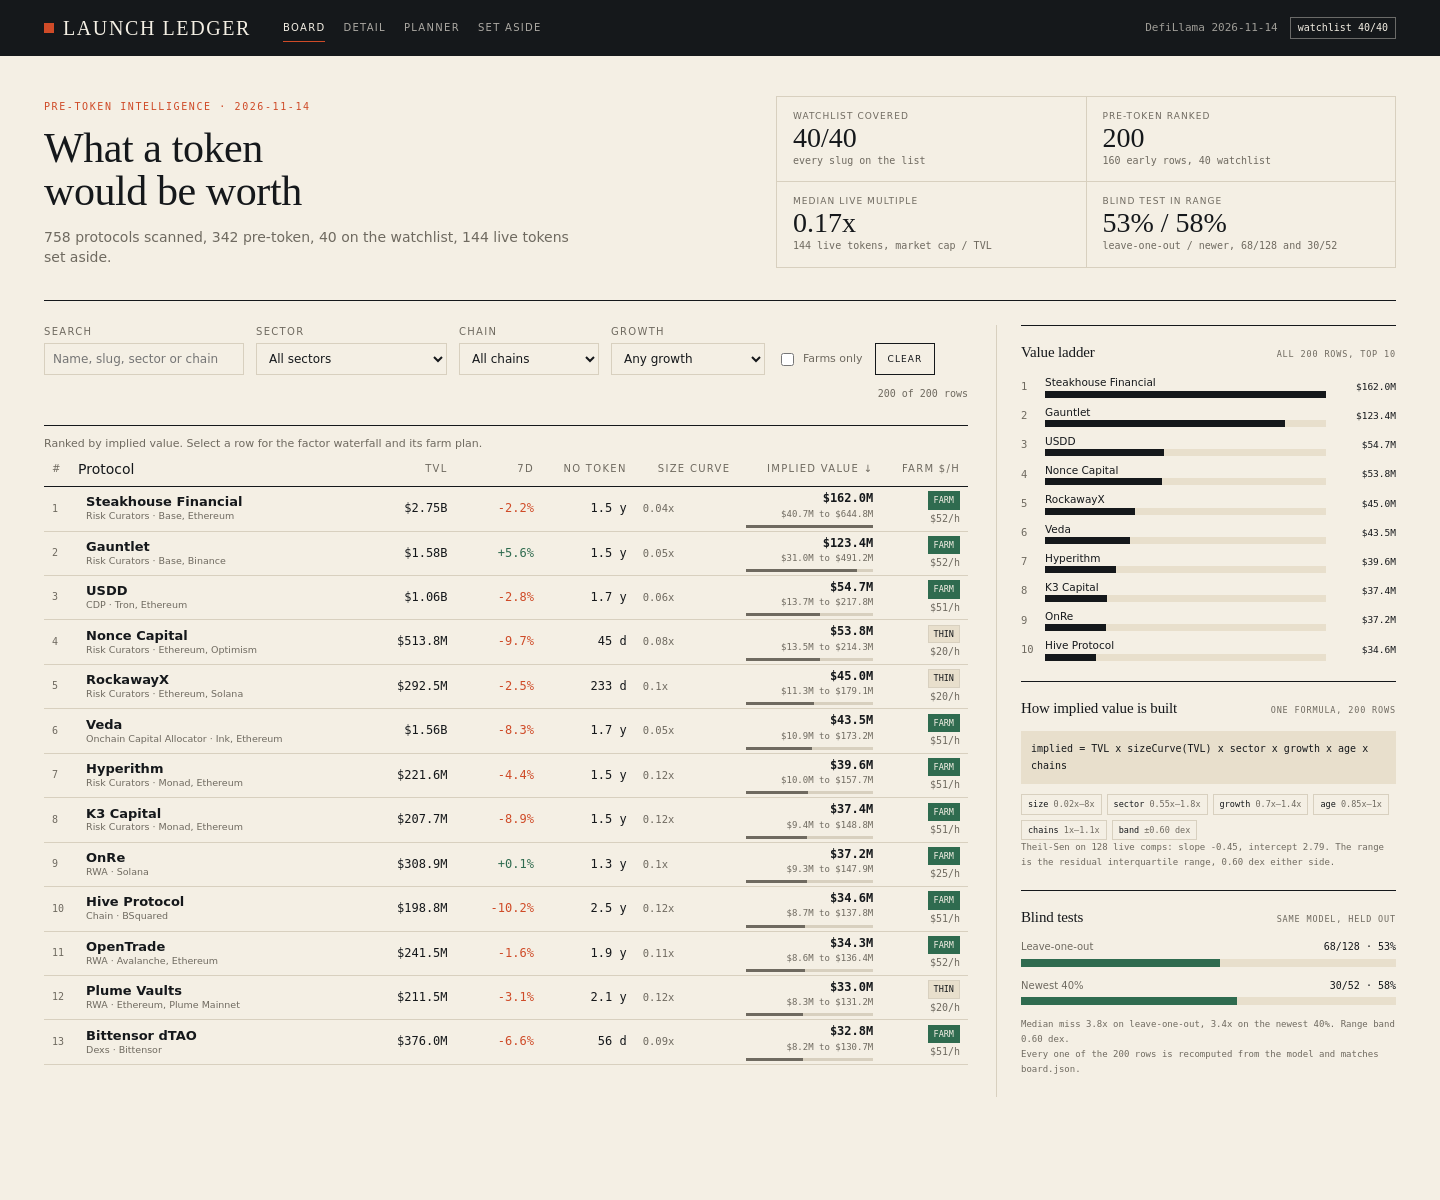 LAUNCH LEDGER BOARD DETAIL PLANNER SET ASIDE DefiLlama 2026-11-14 watchlist 40/40
PRE-TOKEN INTELLIGENCE · 2026-11-14
What a token
would be worth
758 protocols scanned, 342 pre-token, 40 on the watchlist, 144 live tokens
set aside.
WATCHLIST COVERED
40/40
every slug on the list
PRE-TOKEN RANKED
200
160 early rows, 40 watchlist
MEDIAN LIVE MULTIPLE
0.17x
144 live tokens, market cap / TVL
BLIND TEST IN RANGE
53% / 58%
leave-one-out / newer, 68/128 and 30/52
SEARCH SECTOR CHAIN GROWTH
Name, slug, sector or chain All sectors All chains Any growth Farms only CLEAR
200 of 200 rows
Ranked by implied value. Select a row for the factor waterfall and its farm plan.
# Protocol TVL 7D NO TOKEN SIZE CURVE IMPLIED VALUE ↓ FARM $/H
1 Steakhouse Financial $2.75B -2.2% 1.5 y 0.04x $162.0M FARM
Risk Curators · Base, Ethereum $40.7M to $644.8M $52/h
2 Gauntlet $1.58B +5.6% 1.5 y 0.05x $123.4M FARM
Risk Curators · Base, Binance $31.0M to $491.2M $52/h
3 USDD $1.06B -2.8% 1.7 y 0.06x $54.7M FARM
CDP · Tron, Ethereum $13.7M to $217.8M $51/h
4 Nonce Capital $513.8M -9.7% 45 d 0.08x $53.8M THIN
Risk Curators · Ethereum, Optimism $13.5M to $214.3M $20/h
5 RockawayX $292.5M -2.5% 233 d 0.1x $45.0M THIN
Risk Curators · Ethereum, Solana $11.3M to $179.1M $20/h
6 Veda $1.56B -8.3% 1.7 y 0.05x $43.5M FARM
Onchain Capital Allocator · Ink, Ethereum $10.9M to $173.2M $51/h
7 Hyperithm $221.6M -4.4% 1.5 y 0.12x $39.6M FARM
Risk Curators · Monad, Ethereum $10.0M to $157.7M $51/h
8 K3 Capital $207.7M -8.9% 1.5 y 0.12x $37.4M FARM
Risk Curators · Monad, Ethereum $9.4M to $148.8M $51/h
9 OnRe $308.9M +0.1% 1.3 y 0.1x $37.2M FARM
RWA · Solana $9.3M to $147.9M $25/h
10 Hive Protocol $198.8M -10.2% 2.5 y 0.12x $34.6M FARM
Chain · BSquared $8.7M to $137.8M $51/h
11 OpenTrade $241.5M -1.6% 1.9 y 0.11x $34.3M FARM
RWA · Avalanche, Ethereum $8.6M to $136.4M $52/h
12 Plume Vaults $211.5M -3.1% 2.1 y 0.12x $33.0M THIN
RWA · Ethereum, Plume Mainnet $8.3M to $131.2M $20/h
13 Bittensor dTAO $376.0M -6.6% 56 d 0.09x $32.8M FARM
Dexs · Bittensor $8.2M to $130.7M $51/h
Value ladder ALL 200 ROWS, TOP 10
1 Steakhouse Financial $162.0M
2 Gauntlet $123.4M
3 USDD $54.7M
4 Nonce Capital $53.8M
5 RockawayX $45.0M
6 Veda $43.5M
7 Hyperithm $39.6M
8 K3 Capital $37.4M
9 OnRe $37.2M
10 Hive Protocol $34.6M
How implied value is built ONE FORMULA, 200 ROWS
implied = TVL x sizeCurve(TVL) x sector x growth x age x
chains
size 0.02x–8x sector 0.55x–1.8x growth 0.7x–1.4x age 0.85x–1x
chains 1x–1.1x band ±0.60 dex
Theil-Sen on 128 live comps: slope -0.45, intercept 2.79. The range
is the residual interquartile range, 0.60 dex either side.
Blind tests SAME MODEL, HELD OUT
Leave-one-out 68/128 · 53%
Newest 40% 30/52 · 58%
Median miss 3.8x on leave-one-out, 3.4x on the newest 40%. Range band
0.60 dex.
Every one of the 200 rows is recomputed from the model and matches
board.json.